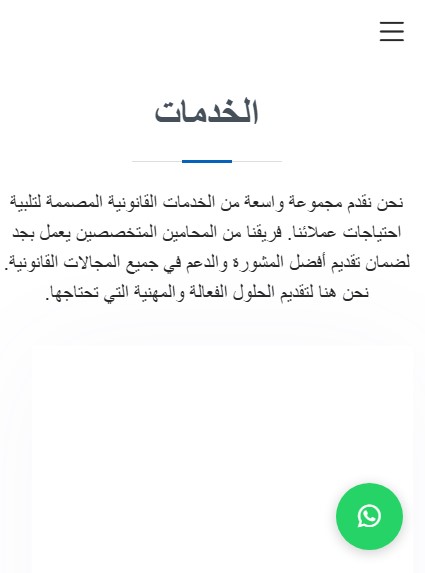 الخدمات
نحن نقدم مجموعة واسعة من الخدمات القانونية المصممة لتلبية
احتياجات عملائنا. فريقنا من المحامين المتخصصين يعمل بجد
لضمان تقديم أفضل المشورة والدعم في جميع المجالات القانونية.
نحن هنا لتقديم الحلول الفعالة والمهنية التي تحتاجها.